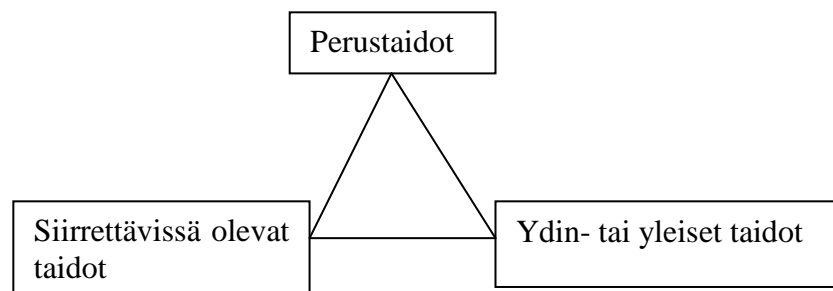 Perustaidot
Siirrettävissä olevat
taidot
Ydin- tai yleiset taidot